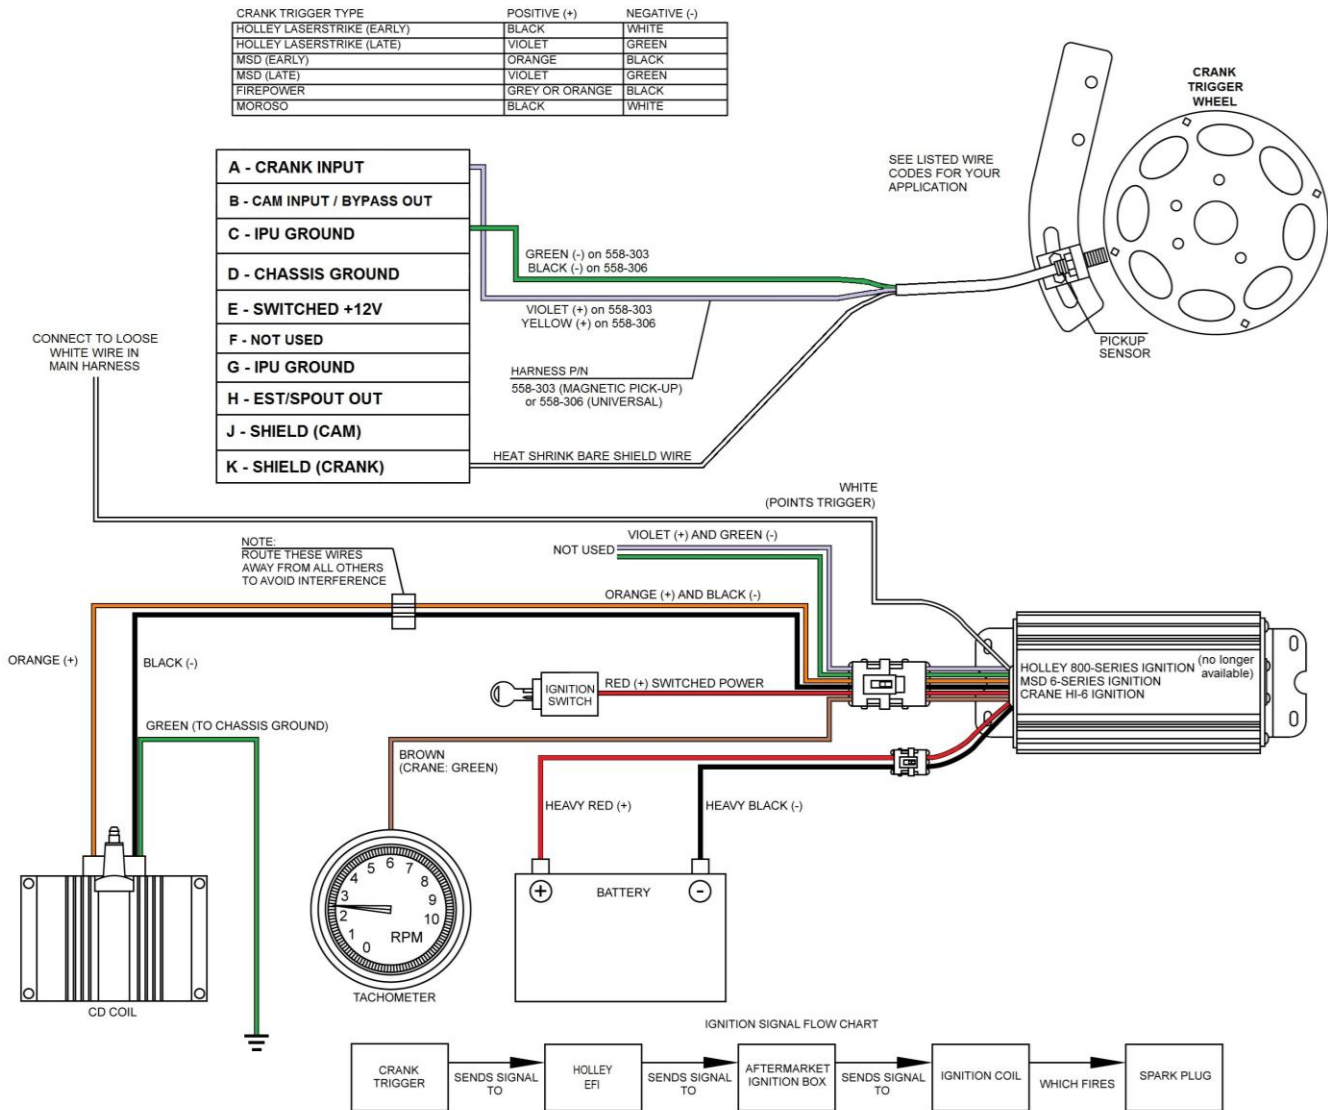 CRANK TRIGGER TYPE POSITIVE (+) NEGATIVE (-)
HOLLEY LASERSTRIKE (EARLY) BLACK WHITE
HOLLEY LASERSTRIKE (LATE) VIOLET GREEN
MSD (EARLY) ORANGE BLACK
MSD (LATE) VIOLET GREEN
FIREPOWER GREY OR ORANGE BLACK
MOROSO BLACK WHITE
CRANK
TRIGGER
WHEEL
SEE LISTED WIRE
CODES FOR YOUR
APPLICATION
PICKUP
SENSOR
A - CRANK INPUT
B - CAM INPUT / BYPASS OUT
C - IPU GROUND
D - CHASSIS GROUND
E - SWITCHED +12V
F - NOT USED
G - IPU GROUND
H - EST/SPOUT OUT
J - SHIELD (CAM)
K - SHIELD (CRANK)
GREEN (-) on 558-303
BLACK (-) on 558-306
VIOLET (+) on 558-303
YELLOW (+) on 558-306
HARNESS P/N
558-303 (MAGNETIC PICK-UP)
or 558-306 (UNIVERSAL)
HEAT SHRINK BARE SHIELD WIRE
CONNECT TO LOOSE
WHITE WIRE IN
MAIN HARNESS
WHITE
(POINTS TRIGGER)
NOTE:
ROUTE THESE WIRES
AWAY FROM ALL OTHERS
TO AVOID INTERFERENCE
VIOLET (+) AND GREEN (-)
NOT USED
ORANGE (+) AND BLACK (-)
ORANGE (+)
BLACK (-)
GREEN (TO CHASSIS GROUND)
IGNITION
SWITCH
RED (+) SWITCHED POWER
BROWN
(CRANE: GREEN)
HOLLEY 800-SERIES IGNITION (no longer
available)
MSD 6-SERIES IGNITION
CRANE HI-6 IGNITION
HEAVY RED (+)
HEAVY BLACK (-)
+ BATTERY -
0
1
2
3
4
5
6
7
8
9
10
RPM
TACHOMETER
CD COIL
IGNITION SIGNAL FLOW CHART
CRANK
TRIGGER
SENDS SIGNAL
TO
HOLLEY
EFI
SENDS SIGNAL
TO
AFTERMARKET
IGNITION BOX
SENDS SIGNAL
TO
IGNITION COIL
WHICH FIRES
SPARK PLUG